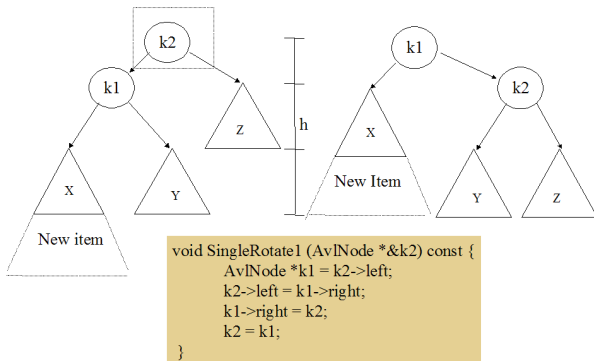 k2
k1
k1
k2
Z
h
X
X
Y
New Item
Y
Z
New item
void SingleRotate1 (AvlNode *&k2) const {
AvlNode *k1 = k2->left;
k2->left = k1->right;
k1->right = k2;
k2 = k1;
}